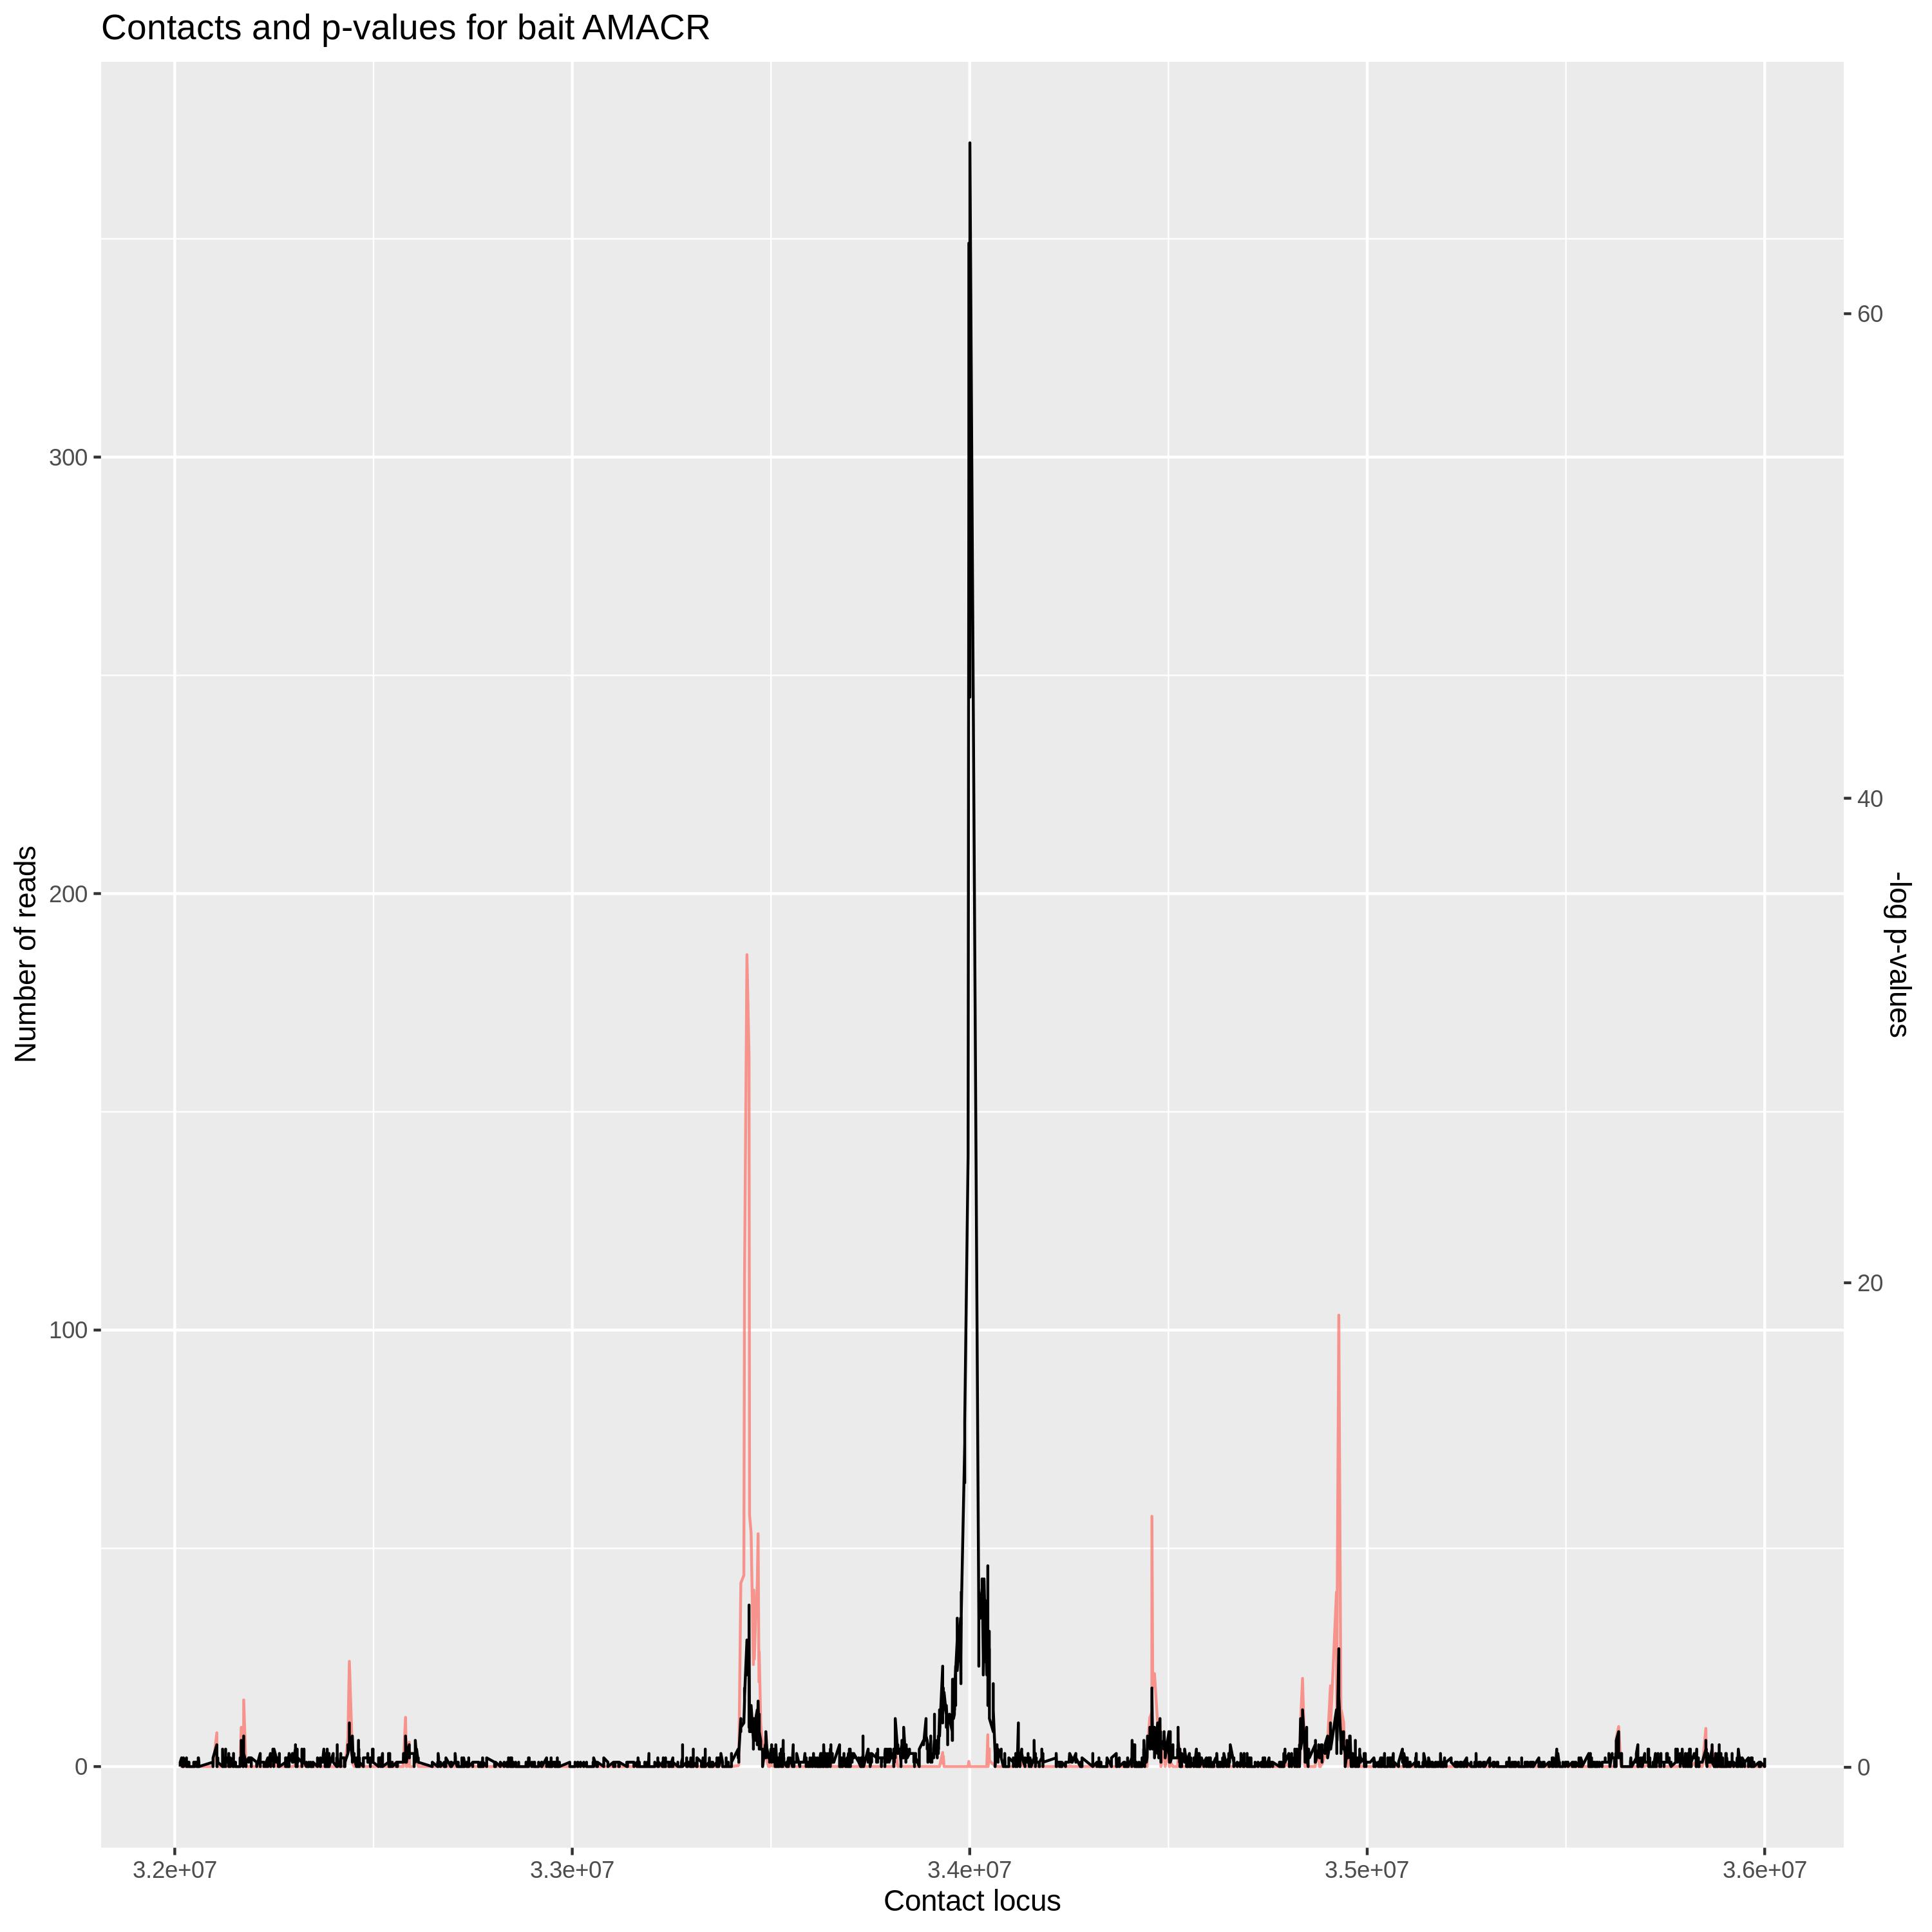 Contacts and p-values for bait AMACR
Number of reads
300
200
100
0
60
40
20
0
-log p-values
3.2e+07
3.3e+07
3.4e+07
3.5e+07
3.6e+07
Contact locus